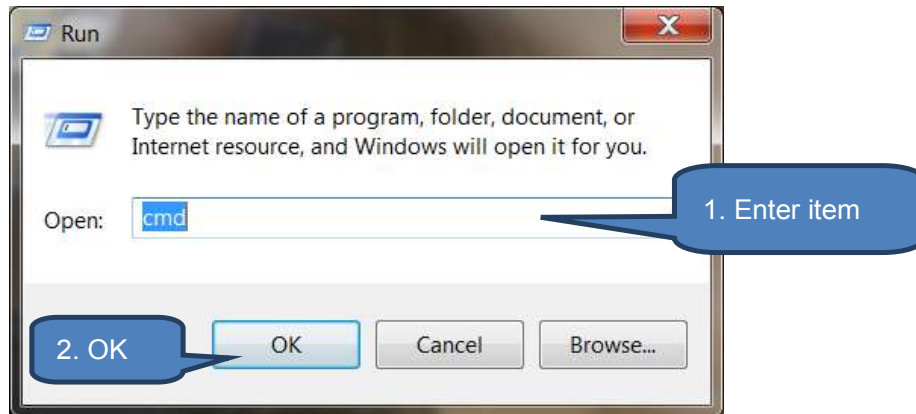 Run
Type the name of a program, folder, document, or
Internet resource, and Windows will open it for you.
Open: cmd
1. Enter item
2. OK
OK Cancel Browse...